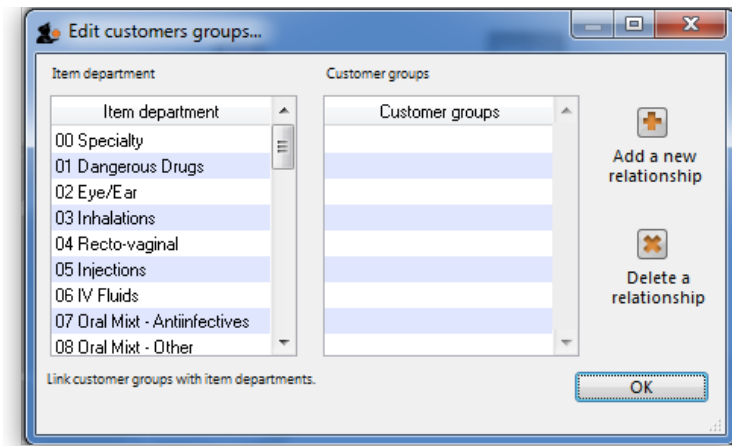 Edit customers groups...
Item department
Customer groups
Item department
00 Specialty
01 Dangerous Drugs
02 Eye/Ear
03 Inhalations
04 Recto-vaginal
05 Injections
06 IV Fluids
07 Oral Mixt - Antiinfectives
08 Oral Mixt - Other
Customer groups
Add a new
relationship
Delete a
relationship
Link customer groups with item departments.
OK